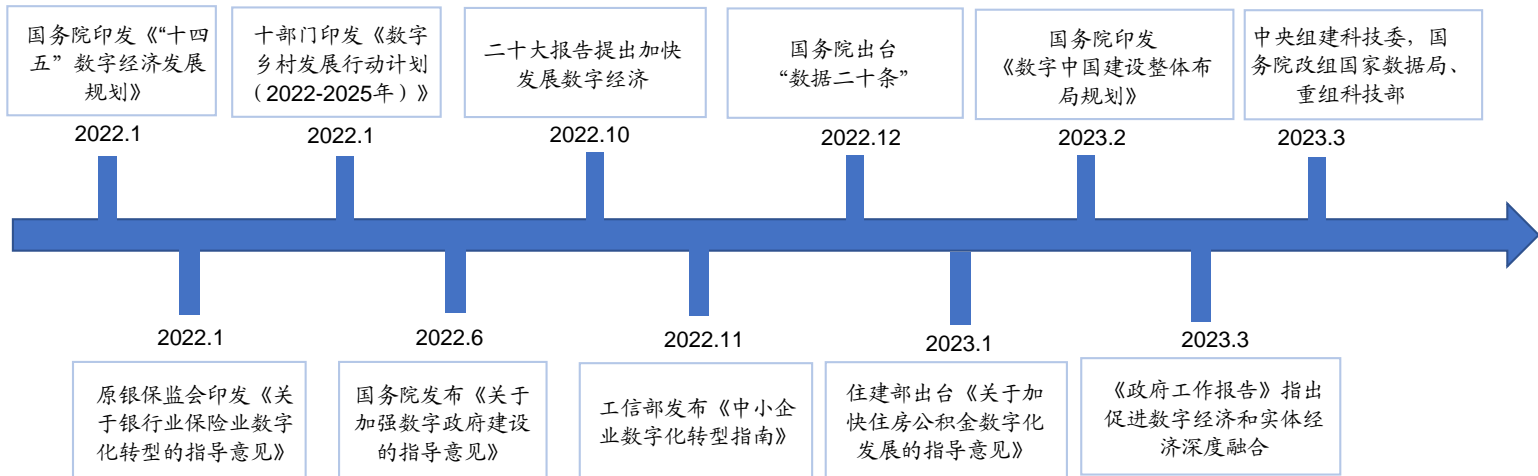 国务院印发《“十四
五”数字经济发展
规划》
2022.1
十部门印发《数字
乡村发展行动计划
（2022-2025年）》
2022.1
二十大报告提出加快
发展数字经济
2022.10
国务院出台
“数据二十条”
2022.12
国务院印发
《数字中国建设整体布
局规划》
2023.2
中央组建科技委，国
务院改组国家数据局、
重组科技部
2023.3
2022.1
原银保监会印发《关
于银行业保险业数字
化转型的指导意见》
2022.6
国务院发布《关于
加强数字政府建设
的指导意见》
2022.11
工信部发布《中小企
业数字化转型指南》
2023.1
住建部出台《关于加
快住房公积金数字化
发展的指导意见》
2023.3
《政府工作报告》指出
促进数字经济和实体经
济深度融合